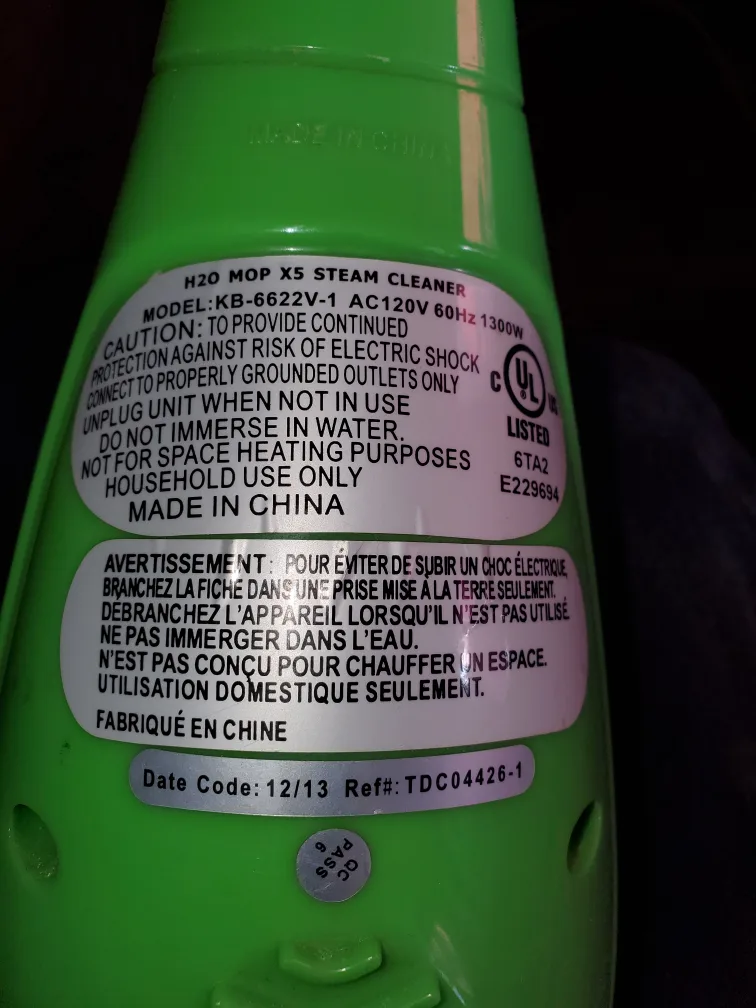 MADE IN CHINA
H2O MOP X5 STEAM CLEANER
MODEL:KB-6622V-1 AC120V 60Hz 1300W
CAUTION: TO PROVIDE CONTINUED
PROTECTION AGAINST RISK OF ELECTRIC SHOCK
CONNECT TO PROPERLY GROUNDED OUTLETS ONLY
UNPLUG UNIT WHEN NOT IN USE
DO NOT IMMERSE IN WATER.
NOT FOR SPACE HEATING PURPOSES
HOUSEHOLD USE ONLY
MADE IN CHINA
C UL ® US
LISTED
6TA2
E229694
AVERTISSEMENT: POUR ÉVITER DE SUBIR UN CHOC ÉLECTRIQUE,
BRANCHEZ LA FICHE DANS UNE PRISE MISE À LA TERRE SEULEMENT.
DÉBRANCHEZ L'APPAREIL LORSQU'IL N'EST PAS UTILISÉ.
NE PAS IMMERGER DANS L'EAU.
N'EST PAS CONÇU POUR CHAUFFER UN ESPACE.
UTILISATION DOMESTIQUE SEULEMENT.
FABRIQUÉ EN CHINE
Date Code: 12/13 Ref#: TDC04426-1
QC
PASS
6